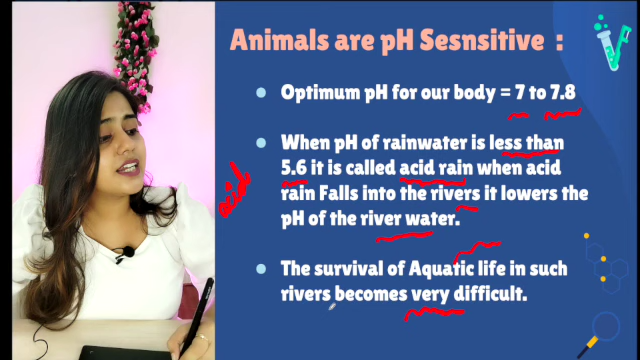 Animals are pH Sesnsitive :
Optimum pH for our body = 7 to 7.8
When pH of rainwater is less than
5.6 it is called acid rain when acid
rain Falls into the rivers it lowers the
pH of the river water.
acid
The survival of Aquatic life in such
rivers becomes very difficult.